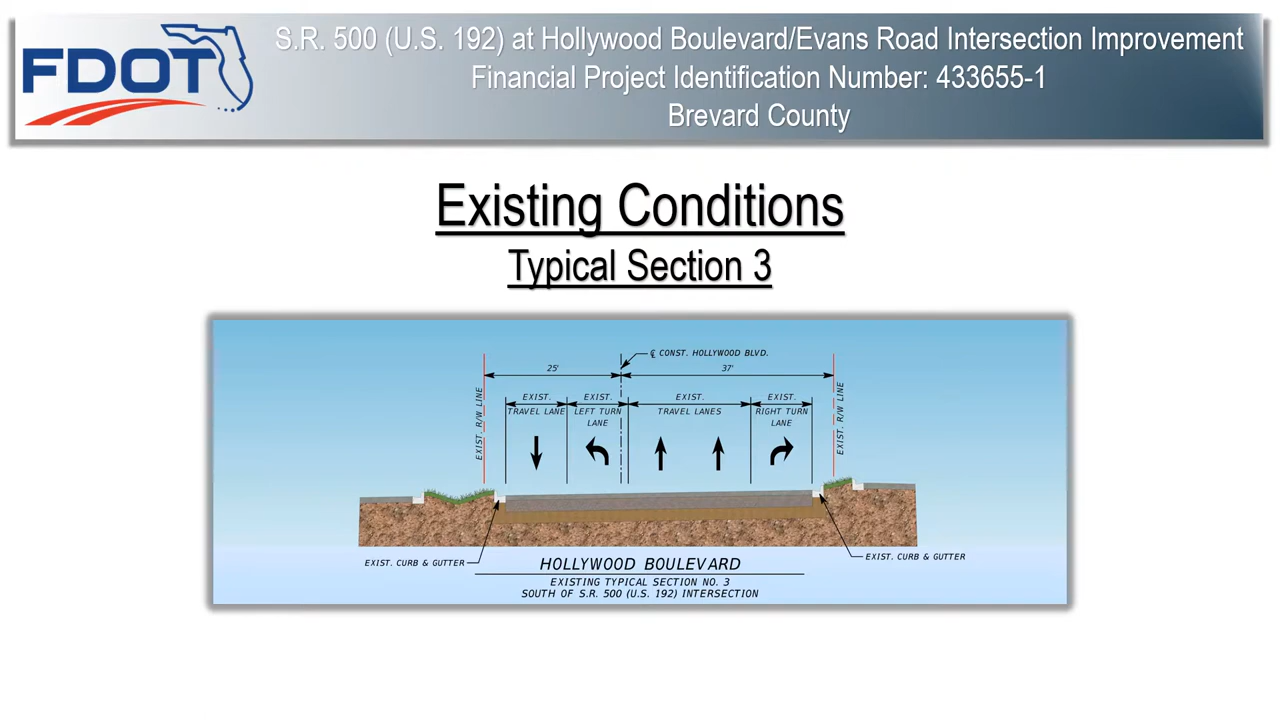 FDOT
S.R. 500 (U.S. 192) at Hollywood Boulevard/Evans Road Intersection Improvement
Financial Project Identification Number: 433655-1
Brevard County
Existing Conditions
Typical Section 3
℄ CONST. HOLLYWOOD BLVD.
25'
37'
EXIST. R/W LINE
EXIST.
TRAVEL LANE
EXIST.
LEFT TURN
LANE
EXIST.
TRAVEL LANES
EXIST.
RIGHT TURN
LANE
EXIST. R/W LINE
EXIST. CURB & GUTTER
EXIST. CURB & GUTTER
HOLLYWOOD BOULEVARD
EXISTING TYPICAL SECTION NO. 3
SOUTH OF S.R. 500 (U.S. 192) INTERSECTION